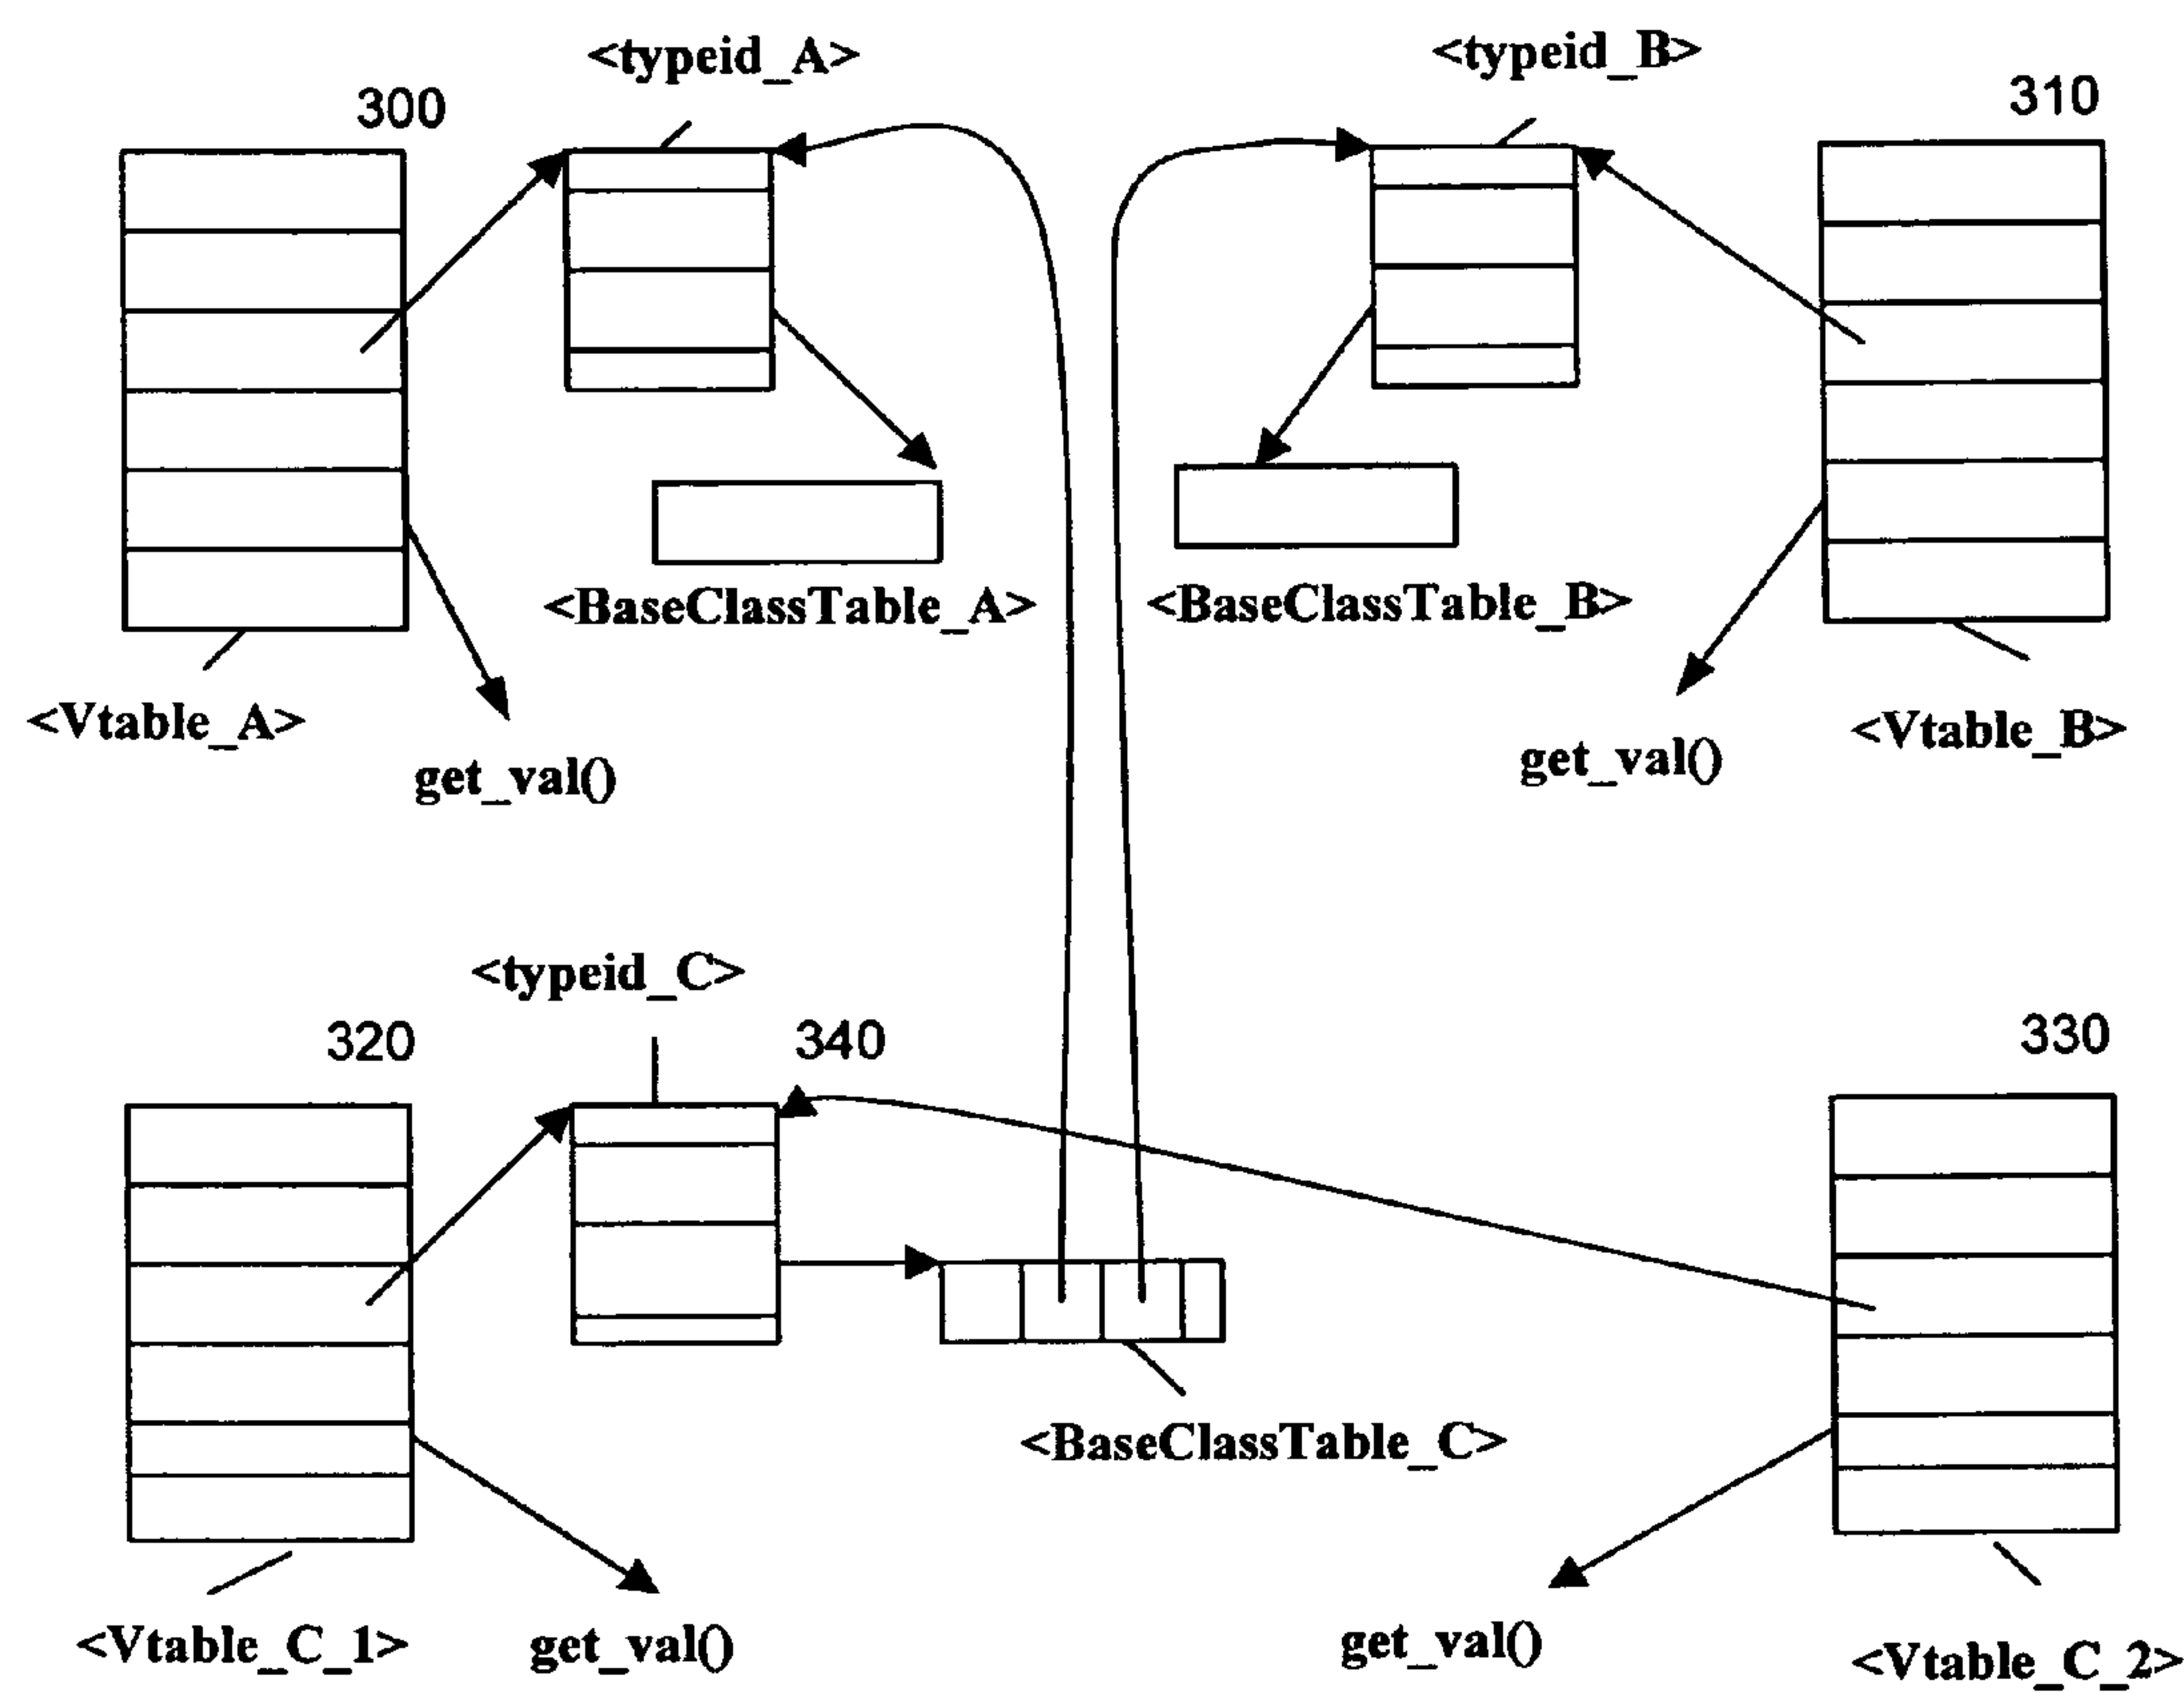 <typeid_A>
<typeid_B>
300
310
<BaseClassTable_A>
<BaseClassTable_B>
<Vtable_A>
<Vtable_B>
get_val()
get_val()
<typeid_C>
320
340
330
<BaseClassTable_C>
<Vtable_C_1>
get_val()
get_val()
<Vtable_C_2>